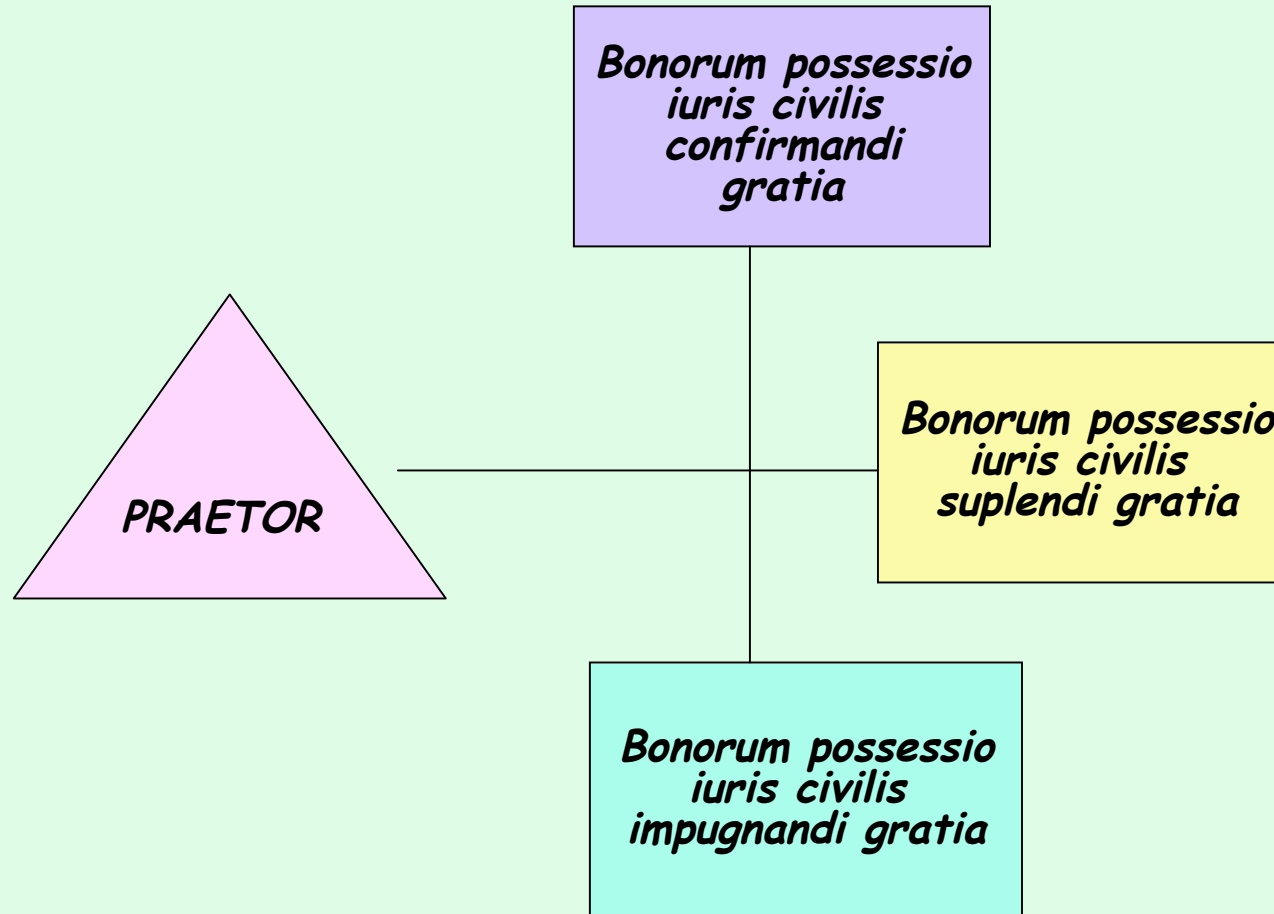 Bonorum possessio
iuris civilis
confirmandi
gratia
PRAETOR
Bonorum possessio
iuris civilis
suplendi gratia
Bonorum possessio
iuris civilis
impugnandi gratia